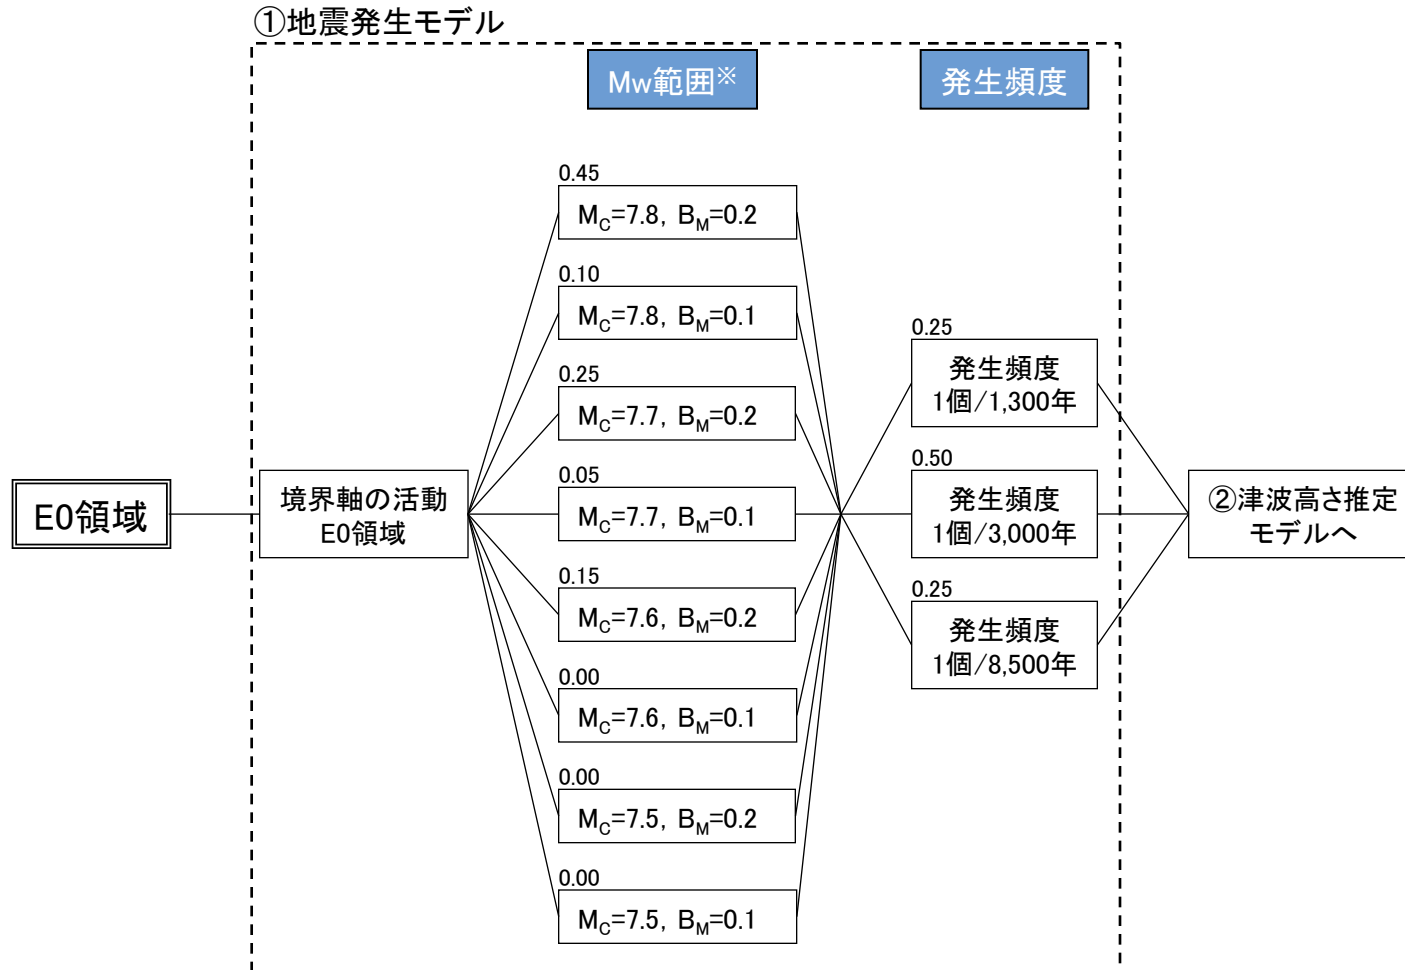 ①地震発生モデル
Mw範囲※
発生頻度
0.45
MC=7.8, BM=0.2
0.10
MC=7.8, BM=0.1
0.25
MC=7.7, BM=0.2
0.05
MC=7.7, BM=0.1
0.15
MC=7.6, BM=0.2
0.00
MC=7.6, BM=0.1
0.00
MC=7.5, BM=0.2
0.00
MC=7.5, BM=0.1
E0領域
境界軸の活動
E0領域
0.25
発生頻度
1個/1,300年
0.50
発生頻度
1個/3,000年
0.25
発生頻度
1個/8,500年
②津波高さ推定
モデルへ